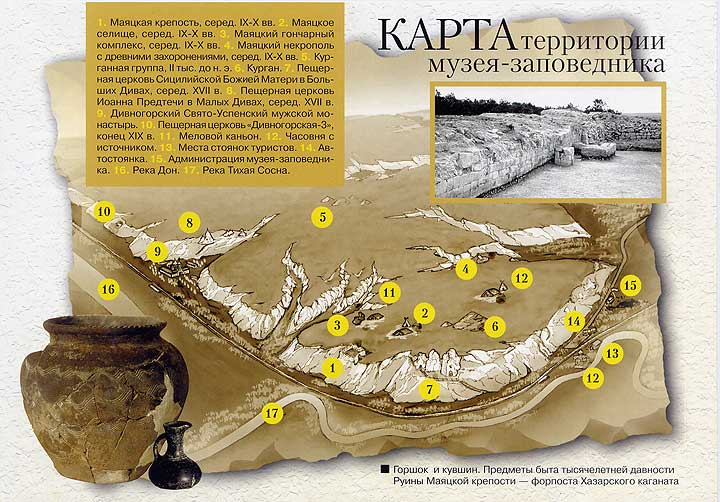 КАРТА территории
музея-заповедника
1. Маяцкая крепость, серед. IX-X вв. 2. Маяцкое
селище, серед. IX-X вв. 3. Маяцкий гончарный
комплекс, серед. IX-X вв. 4. Маяцкий некрополь
с древними захоронениями, серед. IX-X вв. 5. Кур-
ганная группа, II тыс. до н. э. 6. Курган. 7. Пещер-
ная церковь Сицилийской Божией Матери в Боль-
ших Дивах, серед. XVII в. 8. Пещерная церковь
Иоанна Предтечи в Малых Дивах, серед. XVII в.
9. Дивногорский Свято-Успенский мужской мо-
настырь. 10. Пещерная церковь «Дивногорская-3»,
конец XIX в. 11. Меловой каньон. 12. Часовня с
источником. 13. Места стоянок туристов. 14. Ав-
тостоянка. 15. Администрация музея-заповедни-
ка. 16. Река Дон. 17. Река Тихая Сосна.
10
8
5
9
4
12
16
11
15
3
2
6
14
1
13
7
12
17
Горшок и кувшин. Предметы быта тысячелетней давности
Руины Маяцкой крепости — форпоста Хазарского каганата